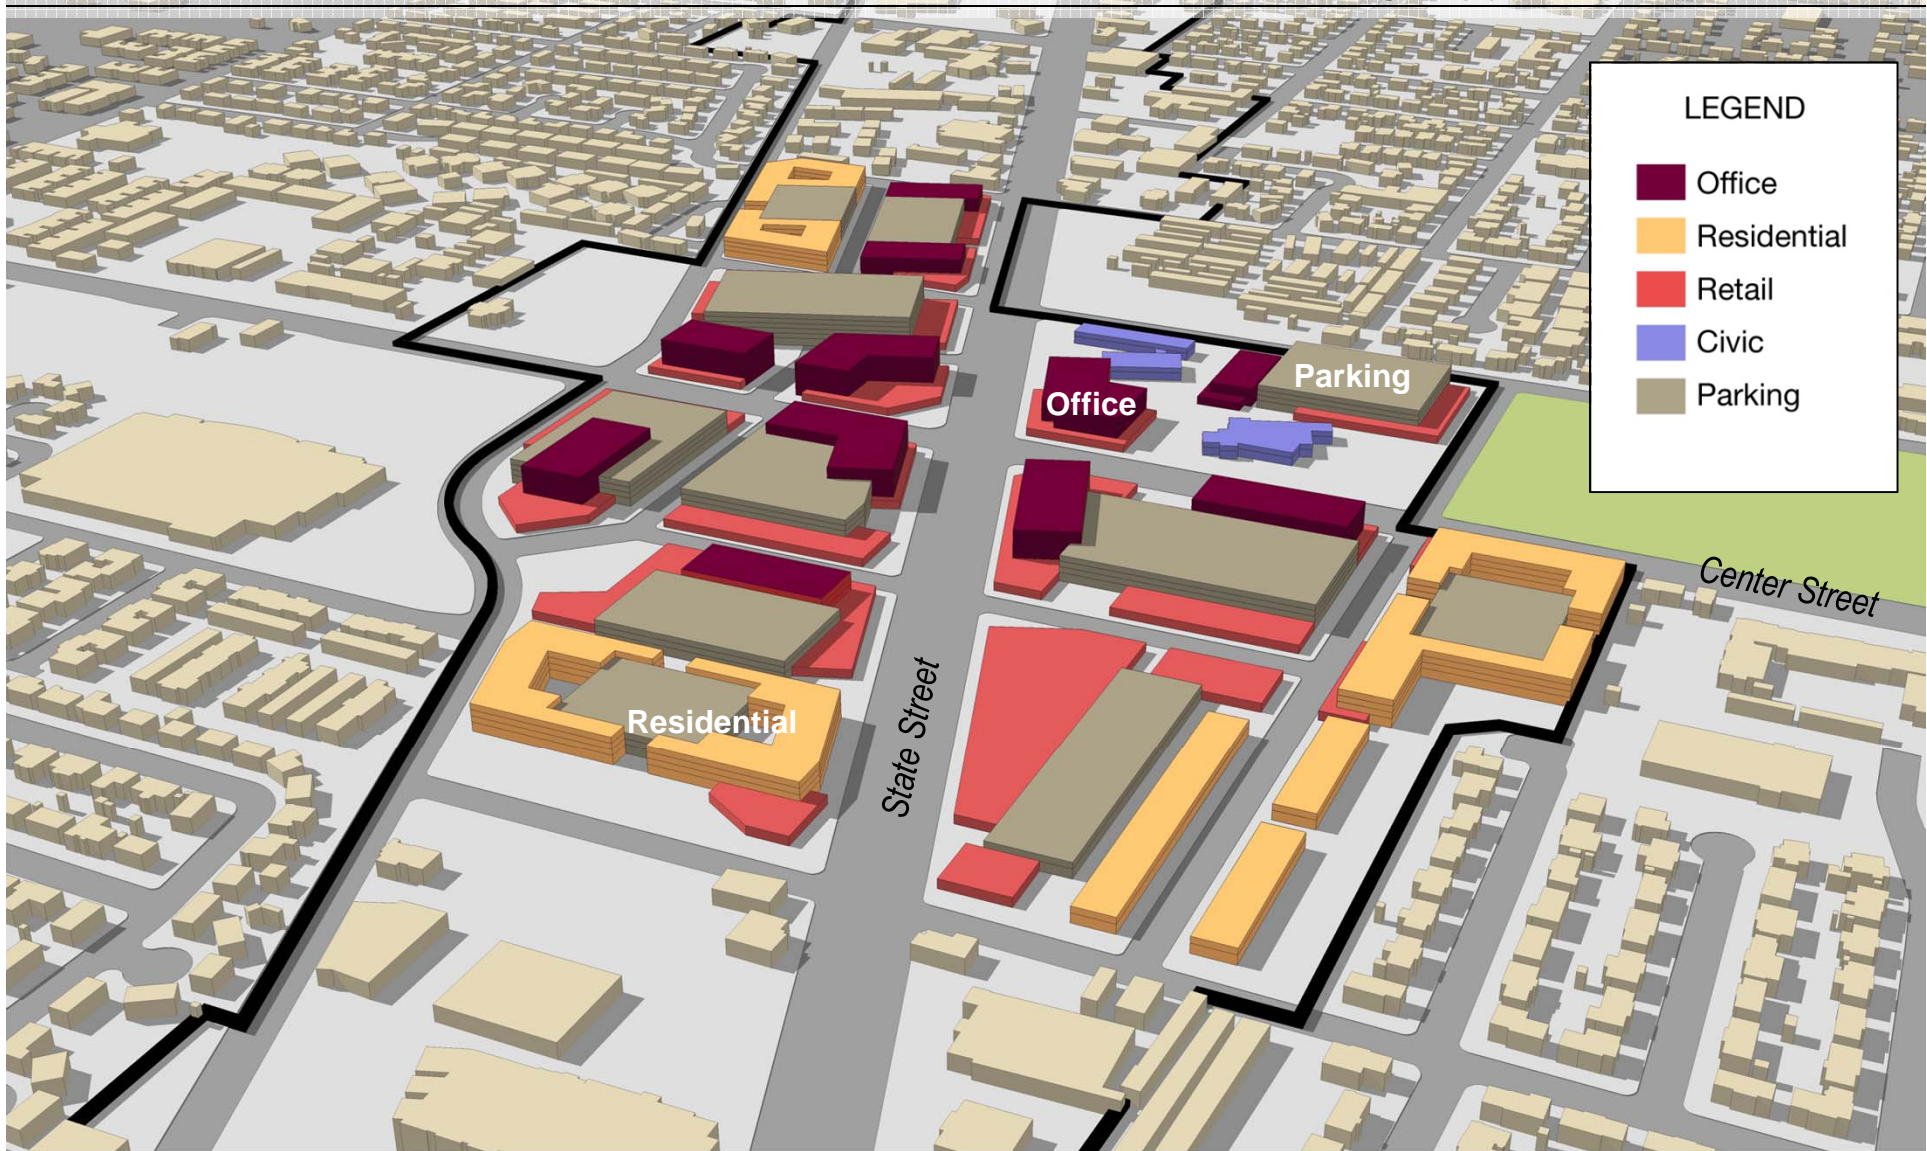 LEGEND
Office
Residential
Retail
Civic
Parking
Parking
Office
Center Street
State Street
Residential